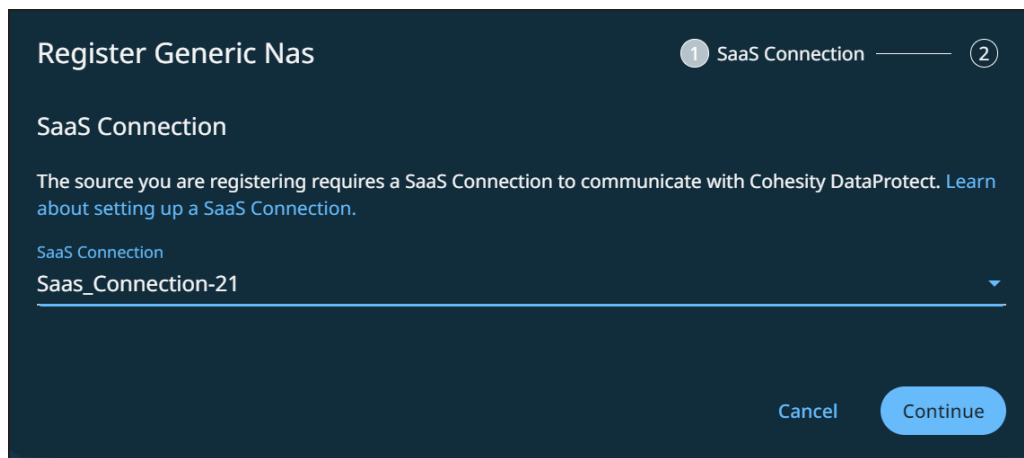 Register Generic Nas
1 SaaS Connection 2
SaaS Connection
The source you are registering requires a SaaS Connection to communicate with Cohesity DataProtect. Learn
about setting up a SaaS Connection.
SaaS Connection
Saas_Connection-21
Cancel Continue